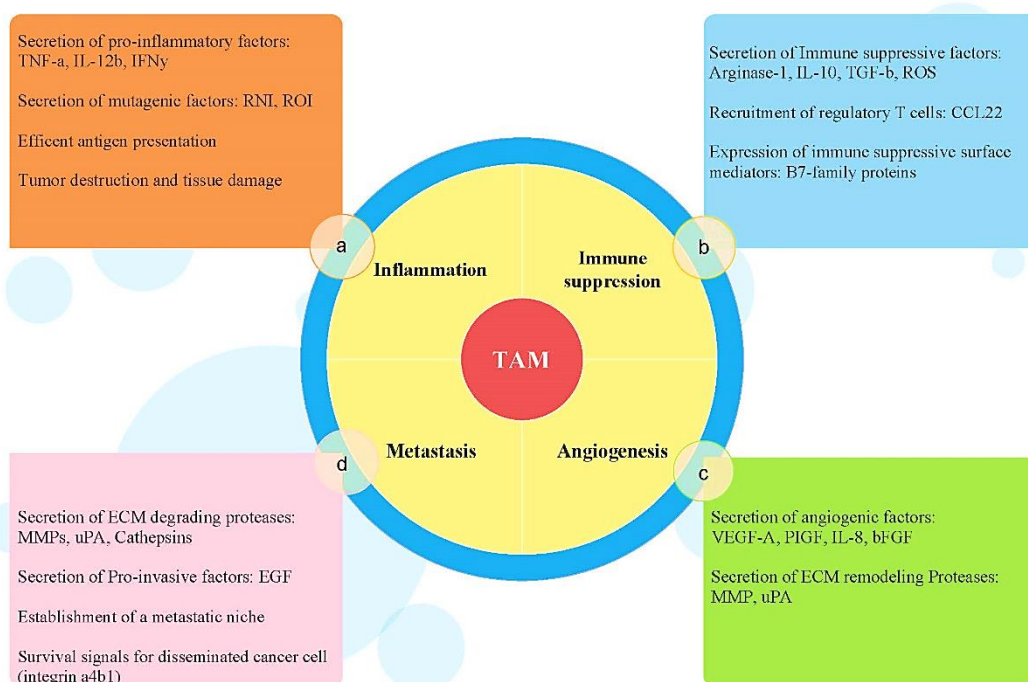 Secretion of pro-inflammatory factors:
TNF-a, IL-12b, IFNy
Secretion of mutagenic factors: RNI, ROI
Efficent antigen presentation
Tumor destruction and tissue damage
Secretion of Immune suppressive factors:
Arginase-1, IL-10, TGF-b, ROS
Recruitment of regulatory T cells: CCL22
Expression of immune suppressive surface
mediators: B7-family proteins
a
b
Inflammation
Immune
suppression
TAM
Metastasis
Angiogenesis
d
c
Secretion of ECM degrading proteases:
MMPs, uPA, Cathepsins
Secretion of Pro-invasive factors: EGF
Establishment of a metastatic niche
Survival signals for disseminated cancer cell
(integrin a4b1)
Secretion of angiogenic factors:
VEGF-A, PIGF, IL-8, bFGF
Secretion of ECM remodeling Proteases:
MMP, uPA